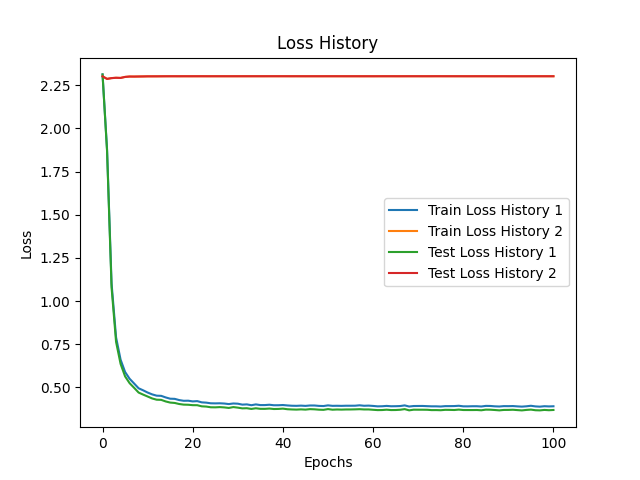 Loss History
Loss
2.25
2.00
1.75
1.50
1.25
1.00
0.75
0.50
Train Loss History 1
Train Loss History 2
Test Loss History 1
Test Loss History 2
0 20 40 60 80 100
Epochs